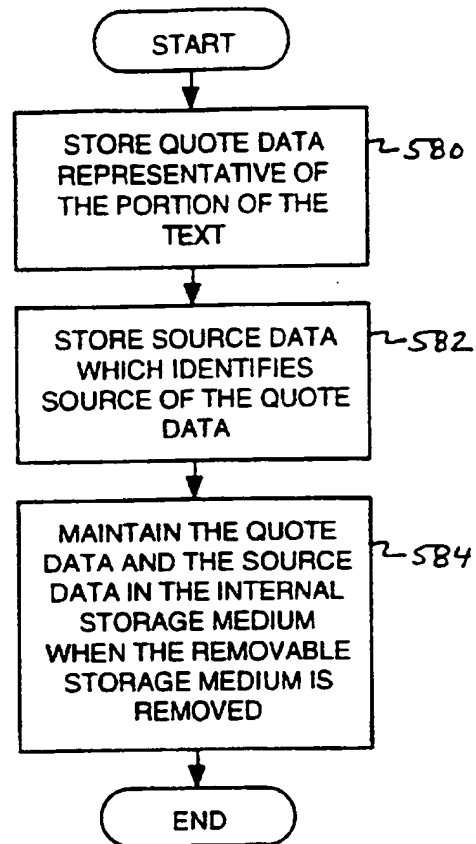 START
STORE QUOTE DATA 580
REPRESENTATIVE OF
THE PORTION OF THE
TEXT
STORE SOURCE DATA 582
WHICH IDENTIFIES
SOURCE OF THE QUOTE
DATA
MAINTAIN THE QUOTE
DATA AND THE SOURCE 584
DATA IN THE INTERNAL
STORAGE MEDIUM
WHEN THE REMOVABLE
STORAGE MEDIUM IS
REMOVED
END